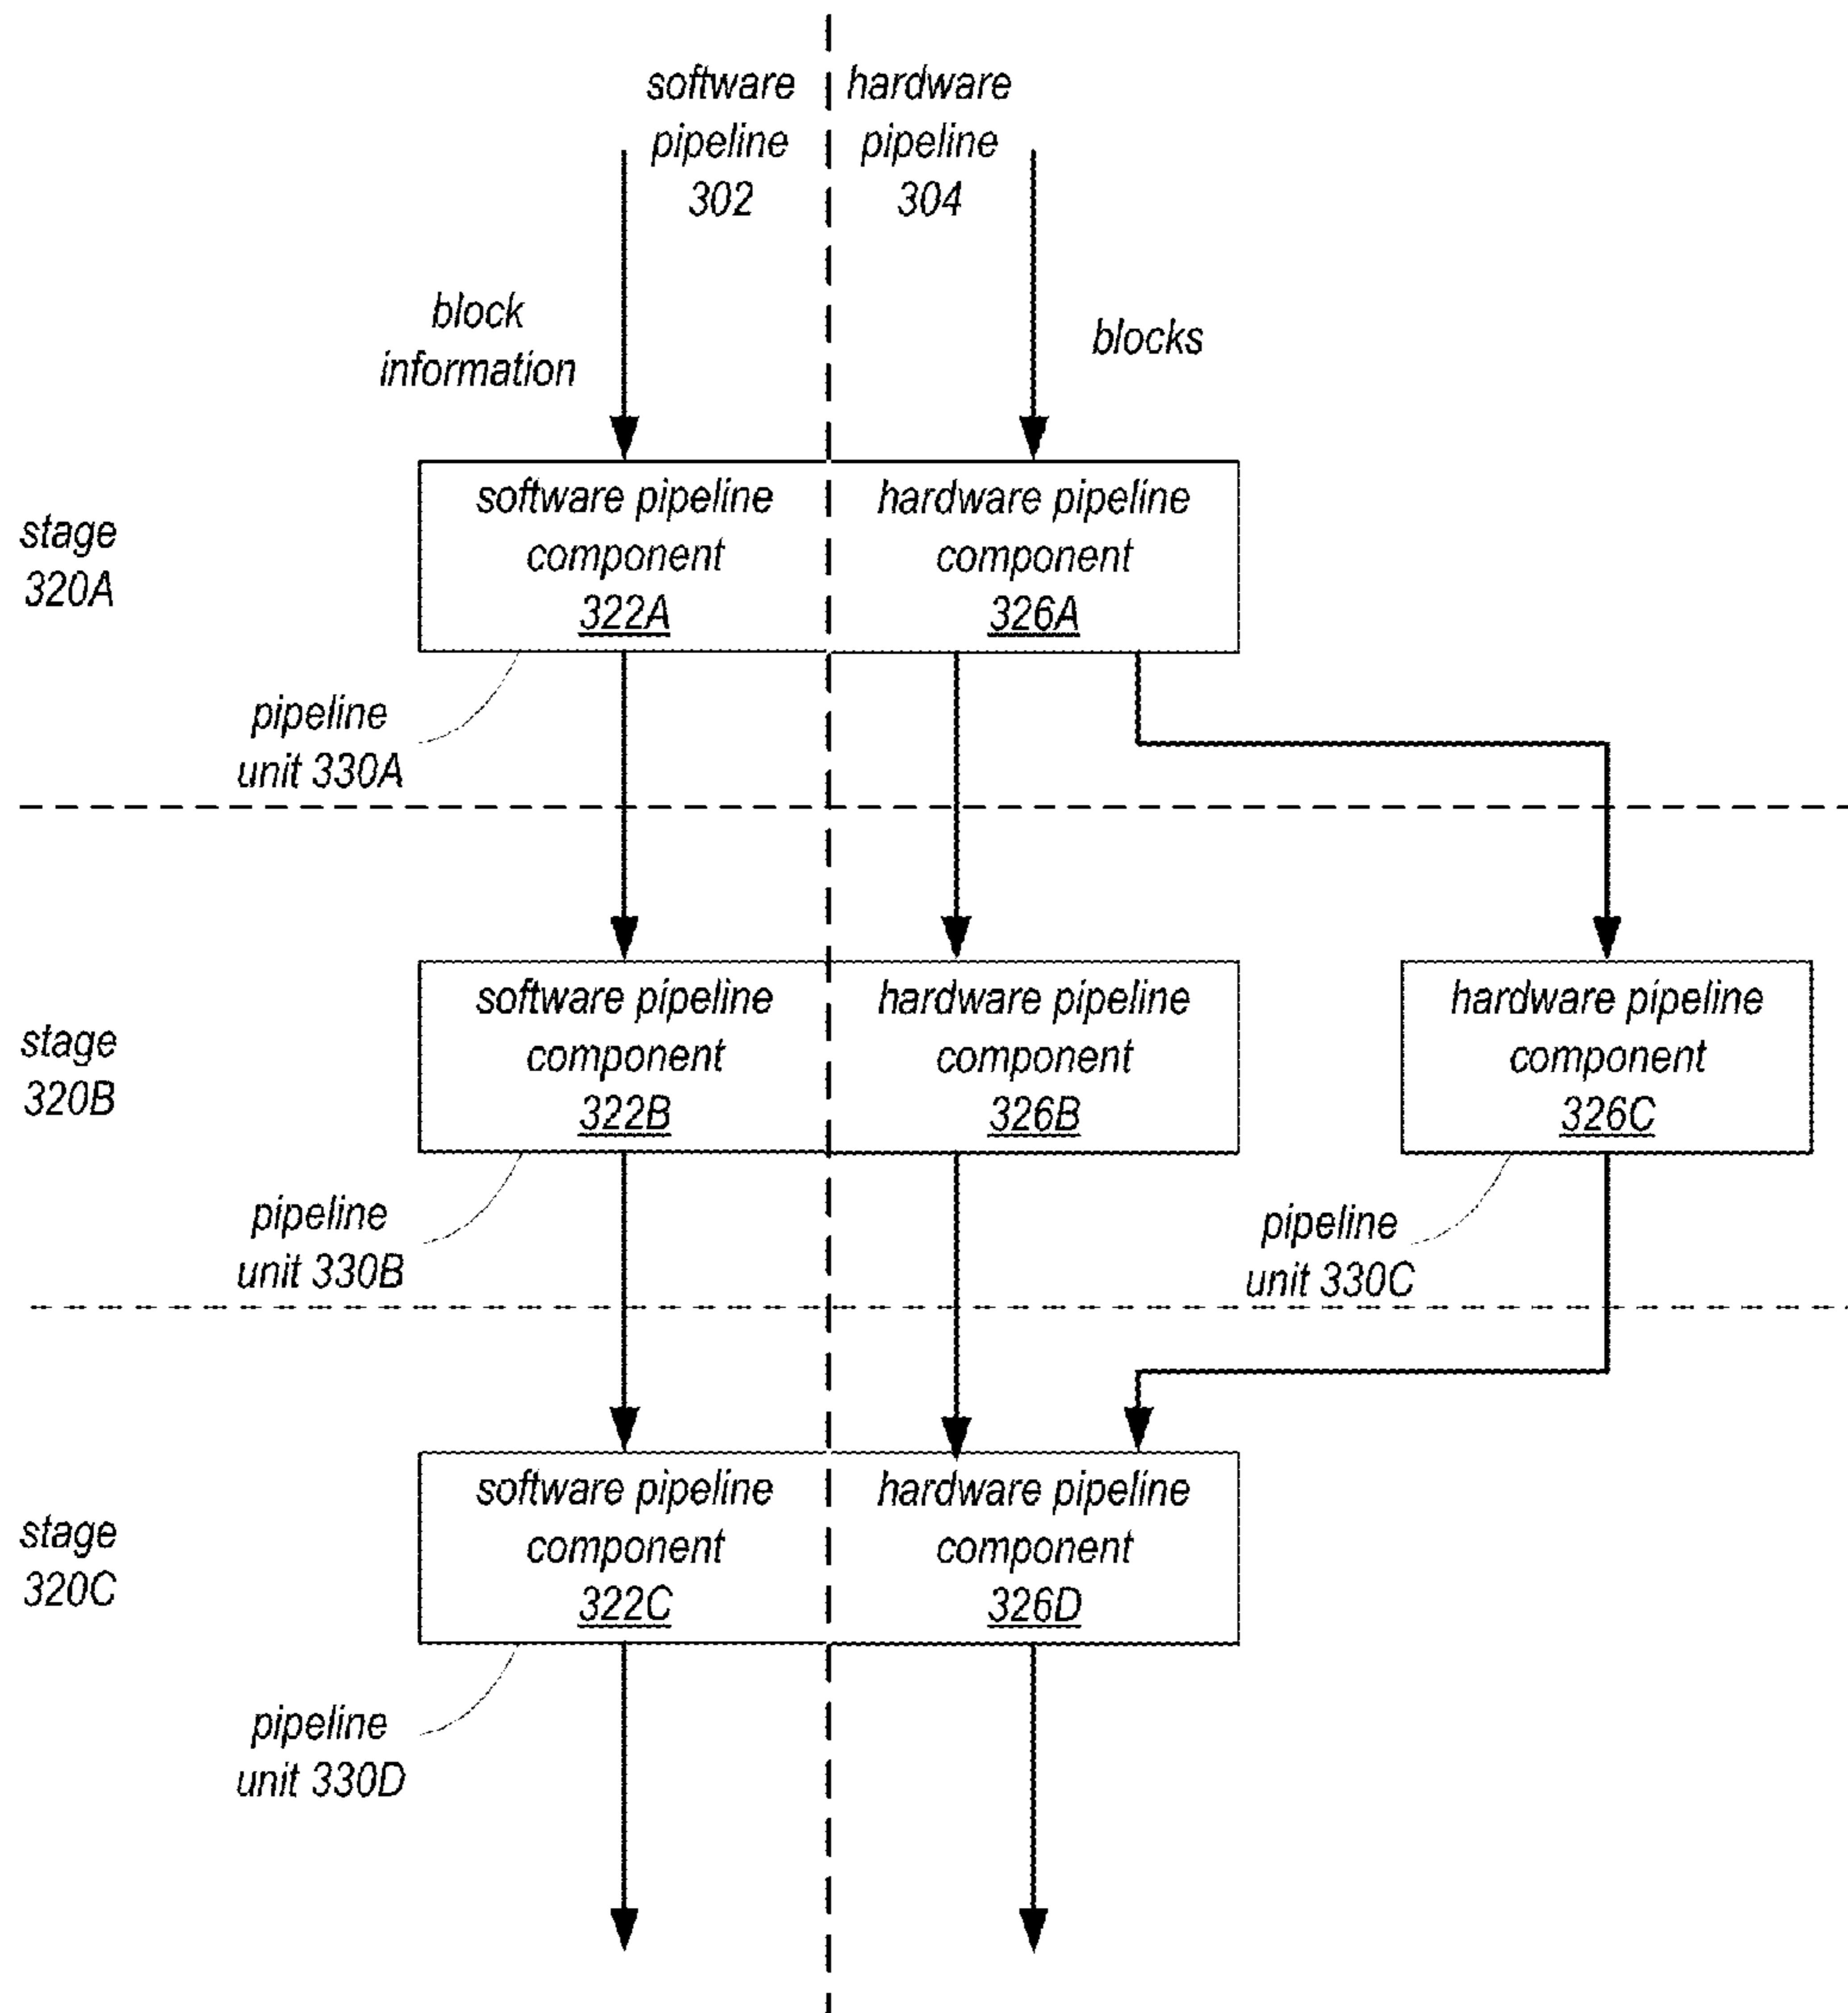 software
pipeline
302
hardware
pipeline
304
block
information
blocks
stage
320A
software pipeline
component
322A
hardware pipeline
component
326A
pipeline
unit 330A
stage
320B
software pipeline
component
322B
hardware pipeline
component
326B
hardware pipeline
component
326C
pipeline
unit 330B
pipeline
unit 330C
stage
320C
software pipeline
component
322C
hardware pipeline
component
326D
pipeline
unit 330D